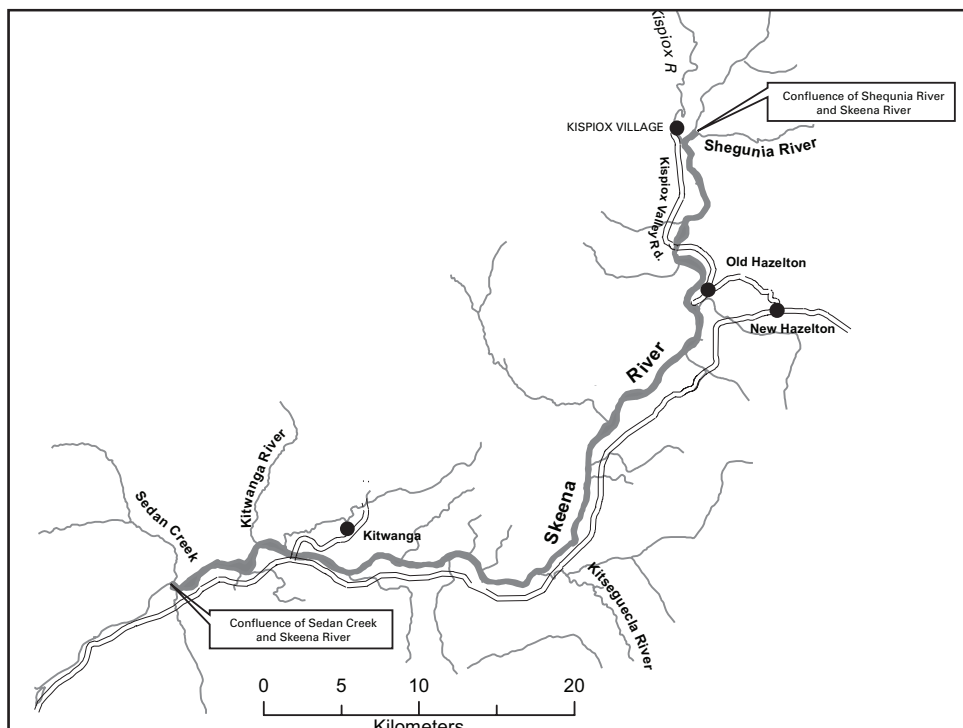 Kispiox R
Confluence of Shequnia River
and Skeena River
KISPIOX VILLAGE
Shegunia River
Kispiox Valley Rd.
Old Hazelton
New Hazelton
River
Skeena
Kitwanga River
Sedan Creek
Kitwanga
Kitseguecla River
Confluence of Sedan Creek
and Skeena River
0 5 10 20
Kilometers